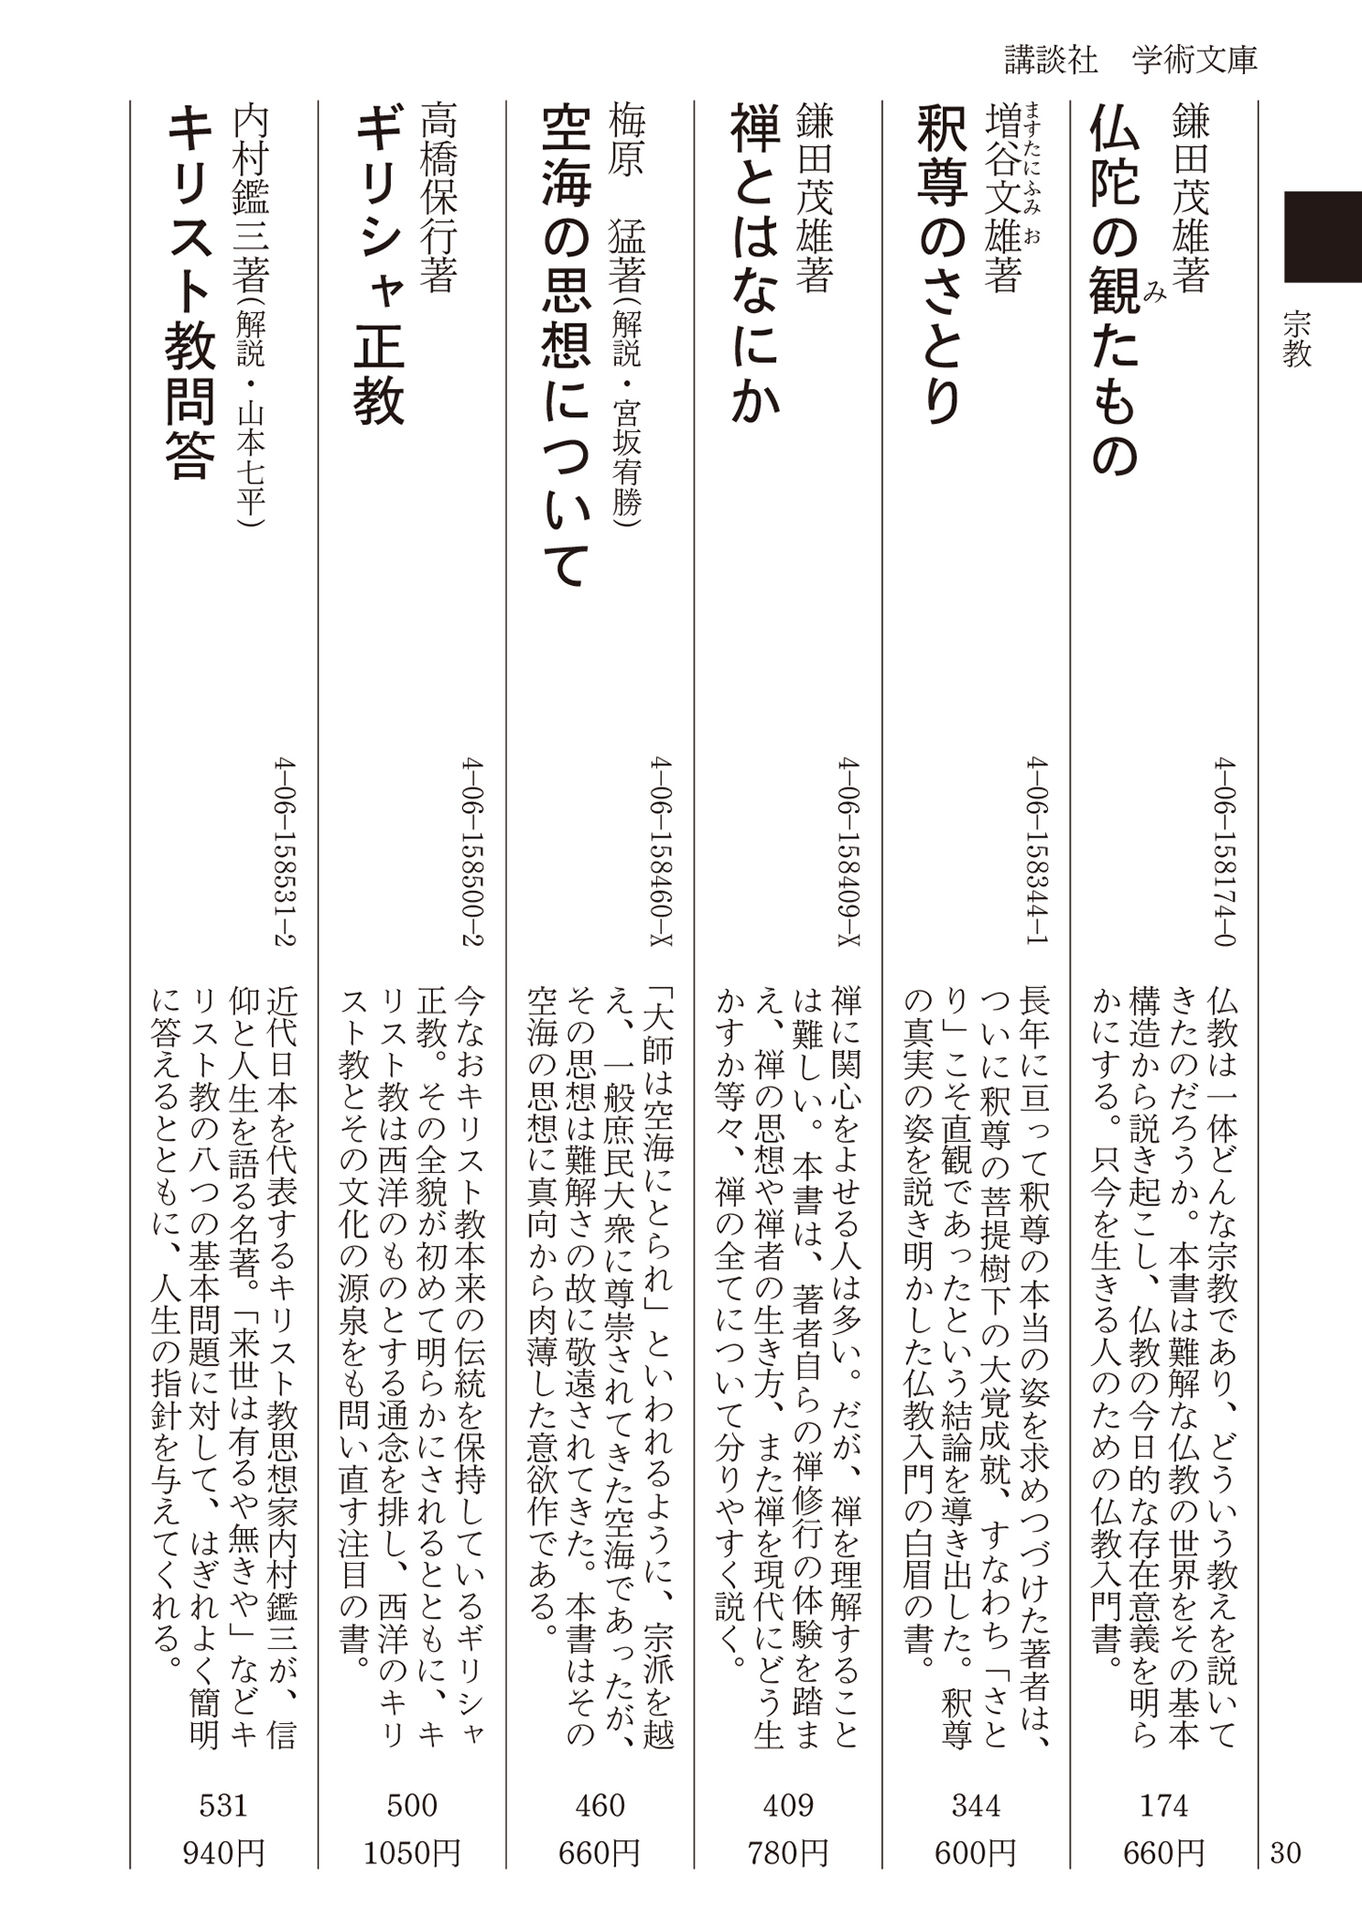 講談社　学術文庫
宗教
鎌田茂雄著
仏陀の観たもの
み
4-06-158174-0
仏教は一体どんな宗教であり、どういう教えを説いて
きたのだろうか。本書は難解な仏教の世界をその基本
構造から説き起こし、仏教の今日的な存在意義を明ら
かにする。只今を生きる人のための仏教入門書。
174
660円
ますたにふみお
増谷文雄著
釈尊のさとり
4-06-158344-1
長年に亘って釈尊の本当の姿を求めつづけた著者は、
ついに釈尊の菩提樹下の大覚成就、すなわち「さと
り」こそ直観であったという結論を導き出した。釈尊
の真実の姿を説き明かした仏教入門の白眉の書。
344
600円
鎌田茂雄著
禅とはなにか
4-06-158409-X
禅に関心をよせる人は多い。だが、禅を理解すること
は難しい。本書は、著者自らの禅修行の体験を踏ま
え、禅の思想や禅者の生き方、また禅を現代にどう生
かすか等々、禅の全てについて分りやすく説く。
409
780円
梅原　猛著(解説・宮坂宥勝)
空海の思想について
4-06-158460-X
「大師は空海にとられ」といわれるように、宗派を越
え、一般庶民大衆に尊崇されてきた空海であったが、
その思想は難解さの故に敬遠されてきた。本書はその
空海の思想に真向から肉薄した意欲作である。
460
660円
高橋保行著
ギリシャ正教
4-06-158500-2
今なおキリスト教本来の伝統を保持しているギリシャ
正教。その全貌が初めて明らかにされるとともに、キ
リスト教は西洋のものとする通念を排し、西洋のキリ
スト教とその文化の源泉をも問い直す注目の書。
500
1050円
内村鑑三著(解説・山本七平)
キリスト教問答
4-06-158531-2
近代日本を代表するキリスト教思想家内村鑑三が、信
仰と人生を語る名著。「来世は有るや無きや」などキ
リスト教の八つの基本問題に対して、はぎれよく簡明
に答えるとともに、人生の指針を与えてくれる。
531
940円
30